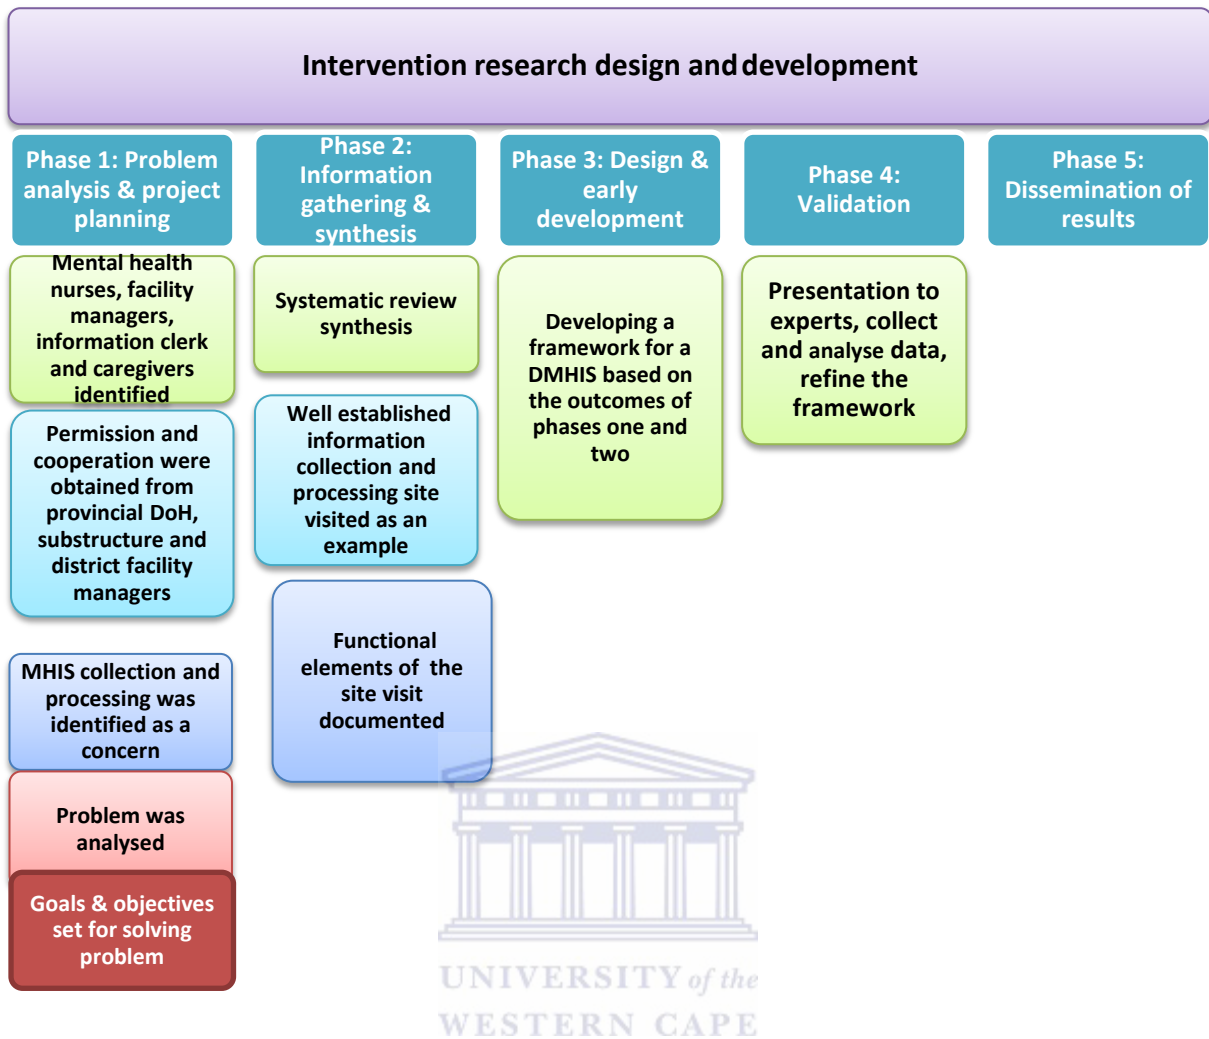 Intervention research design and development
Phase 1: Problem
analysis & project
planning
Mental health
nurses, facility
managers,
information clerk
and caregivers
identified
Permission and
cooperation were
obtained from
provincial DoH,
substructure and
district facility
managers
MHIS collection and
processing was
identified as a
concern
Problem was
analysed
Goals & objectives
set for solving
problem
Phase 2:
Information
gathering &
synthesis
Systematic review
synthesis
Well established
information
collection and
processing site
visited as an
example
Functional
elements of the
site visit
documented
Phase 3: Design &
early
development
Developing a
framework for a
DMHIS based on
the outcomes of
phases one and
two
Phase 4:
Validation
Presentation to
experts, collect
and analyse data,
refine the
framework
Phase 5:
Dissemination of
results
UNIVERSITY of the
WESTERN CAPE